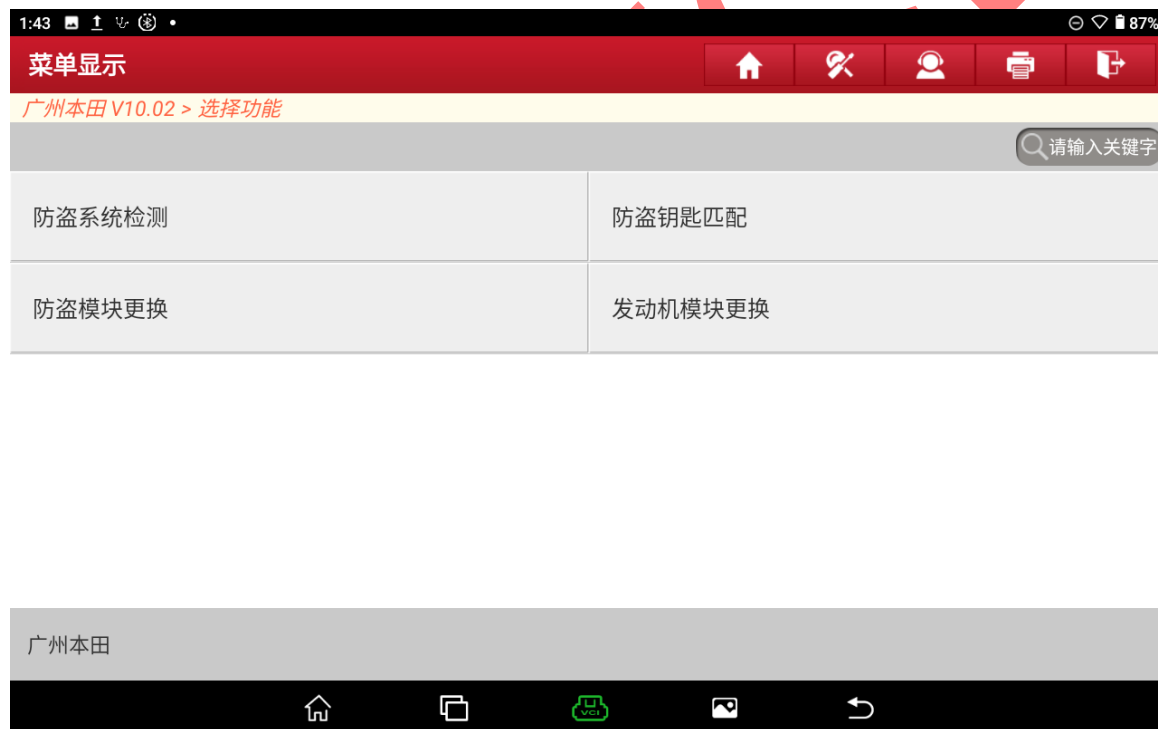 1:43 87%
菜单显示
广州本田 V10.02 > 选择功能
请输入关键字
防盗系统检测 防盗钥匙匹配
防盗模块更换 发动机模块更换
广州本田
VCI